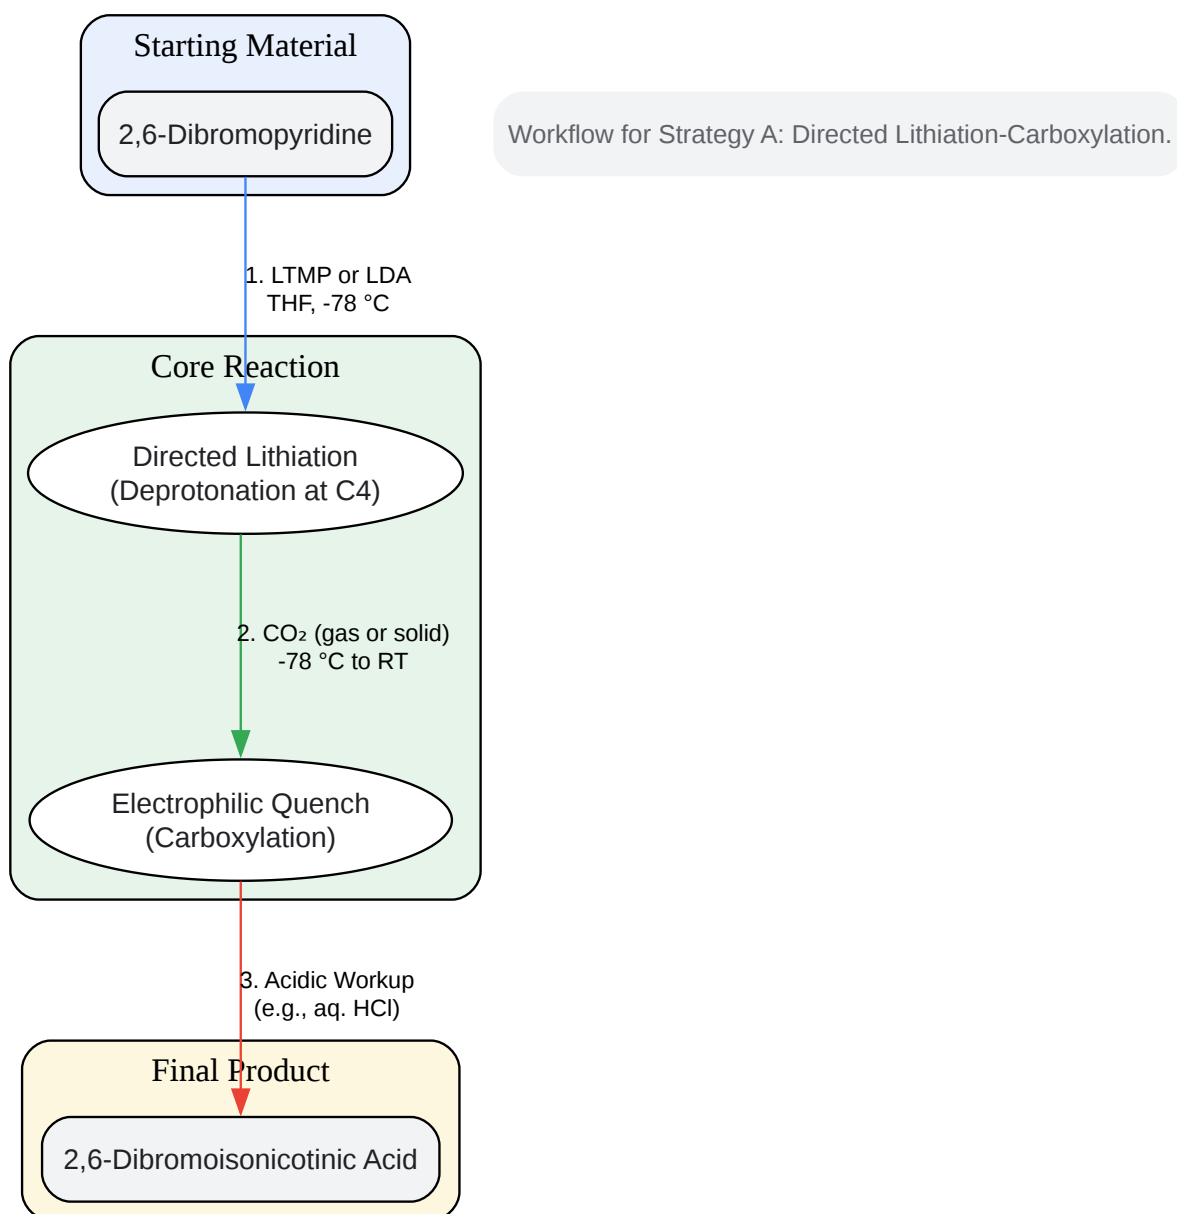 Starting Material
2,6-Dibromopyridine
Workflow for Strategy A: Directed Lithiation-Carboxylation.
1. LTMP or LDA
THF, -78 °C
Core Reaction
Directed Lithiation
(Deprotonation at C4)
2. CO₂ (gas or solid)
-78 °C to RT
Electrophilic Quench
(Carboxylation)
3. Acidic Workup
(e.g., aq. HCl)
Final Product
2,6-Dibromoisonicotinic Acid